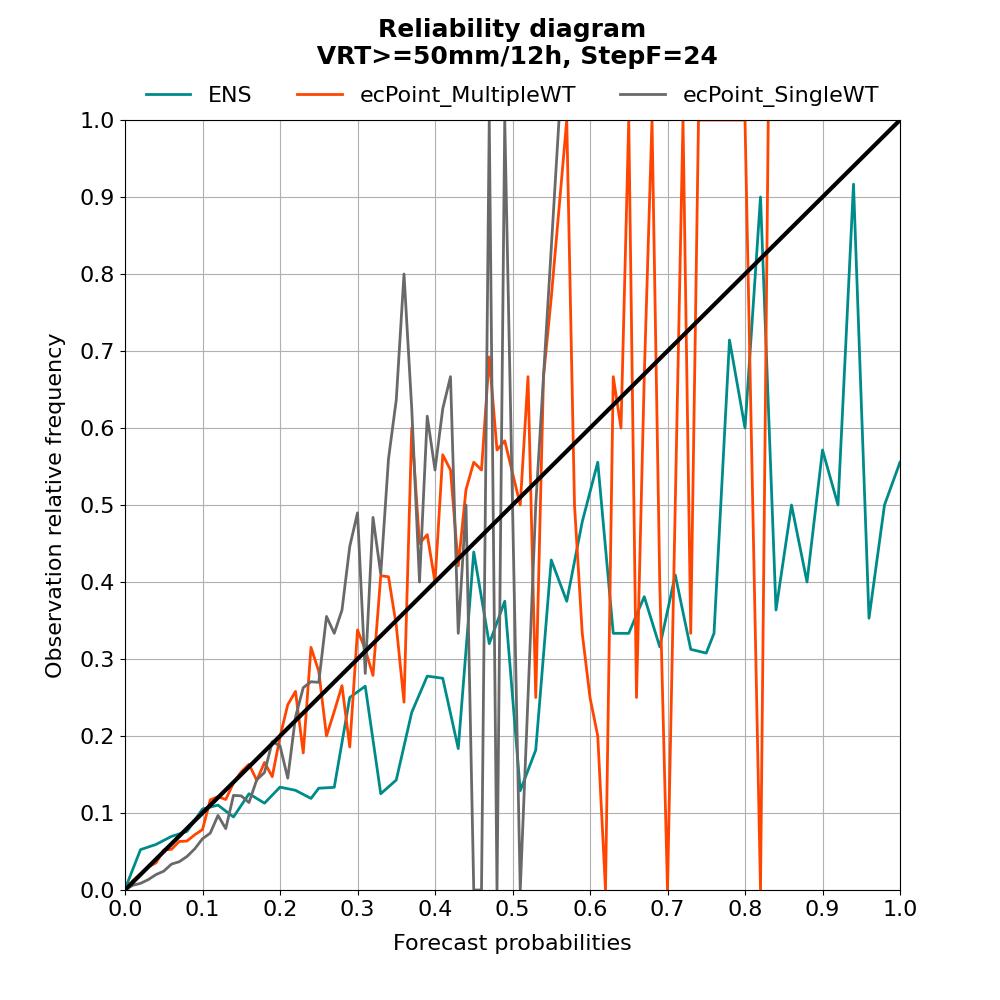 Reliability diagram
VRT>=50mm/12h, StepF=24
ENS ecPoint_MultipleWT ecPoint_SingleWT
1.0
0.9
0.8
0.7
0.6
0.5
0.4
0.3
0.2
0.1
0.0
Observation relative frequency
0.0 0.1 0.2 0.3 0.4 0.5 0.6 0.7 0.8 0.9 1.0
Forecast probabilities